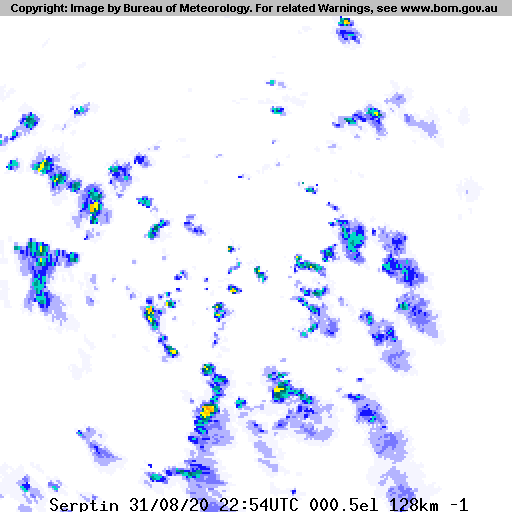 Copyright: Image by Bureau of Meteorology. For related Warnings, see www.bom.gov.au
Serptin 31/08/20 22:54UTC 000.5el 128km -1